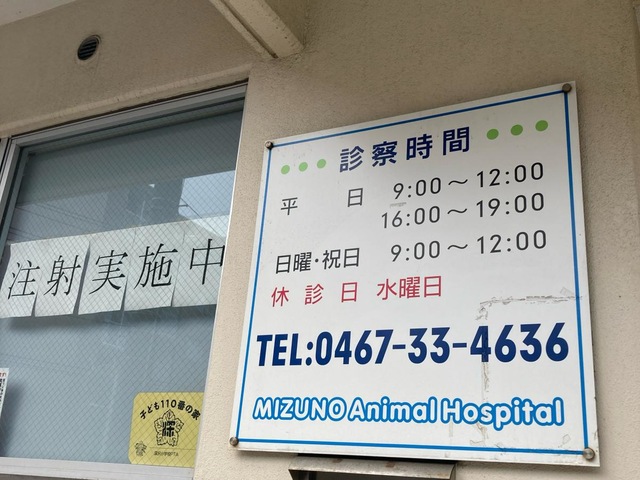 診察時間
平日 9:00～12:00
16:00～19:00
日曜・祝日 9:00～12:00
休診日 水曜日
TEL:0467-33-4636
MIZUNO Animal Hospital
注射実施中
子ども110番の家